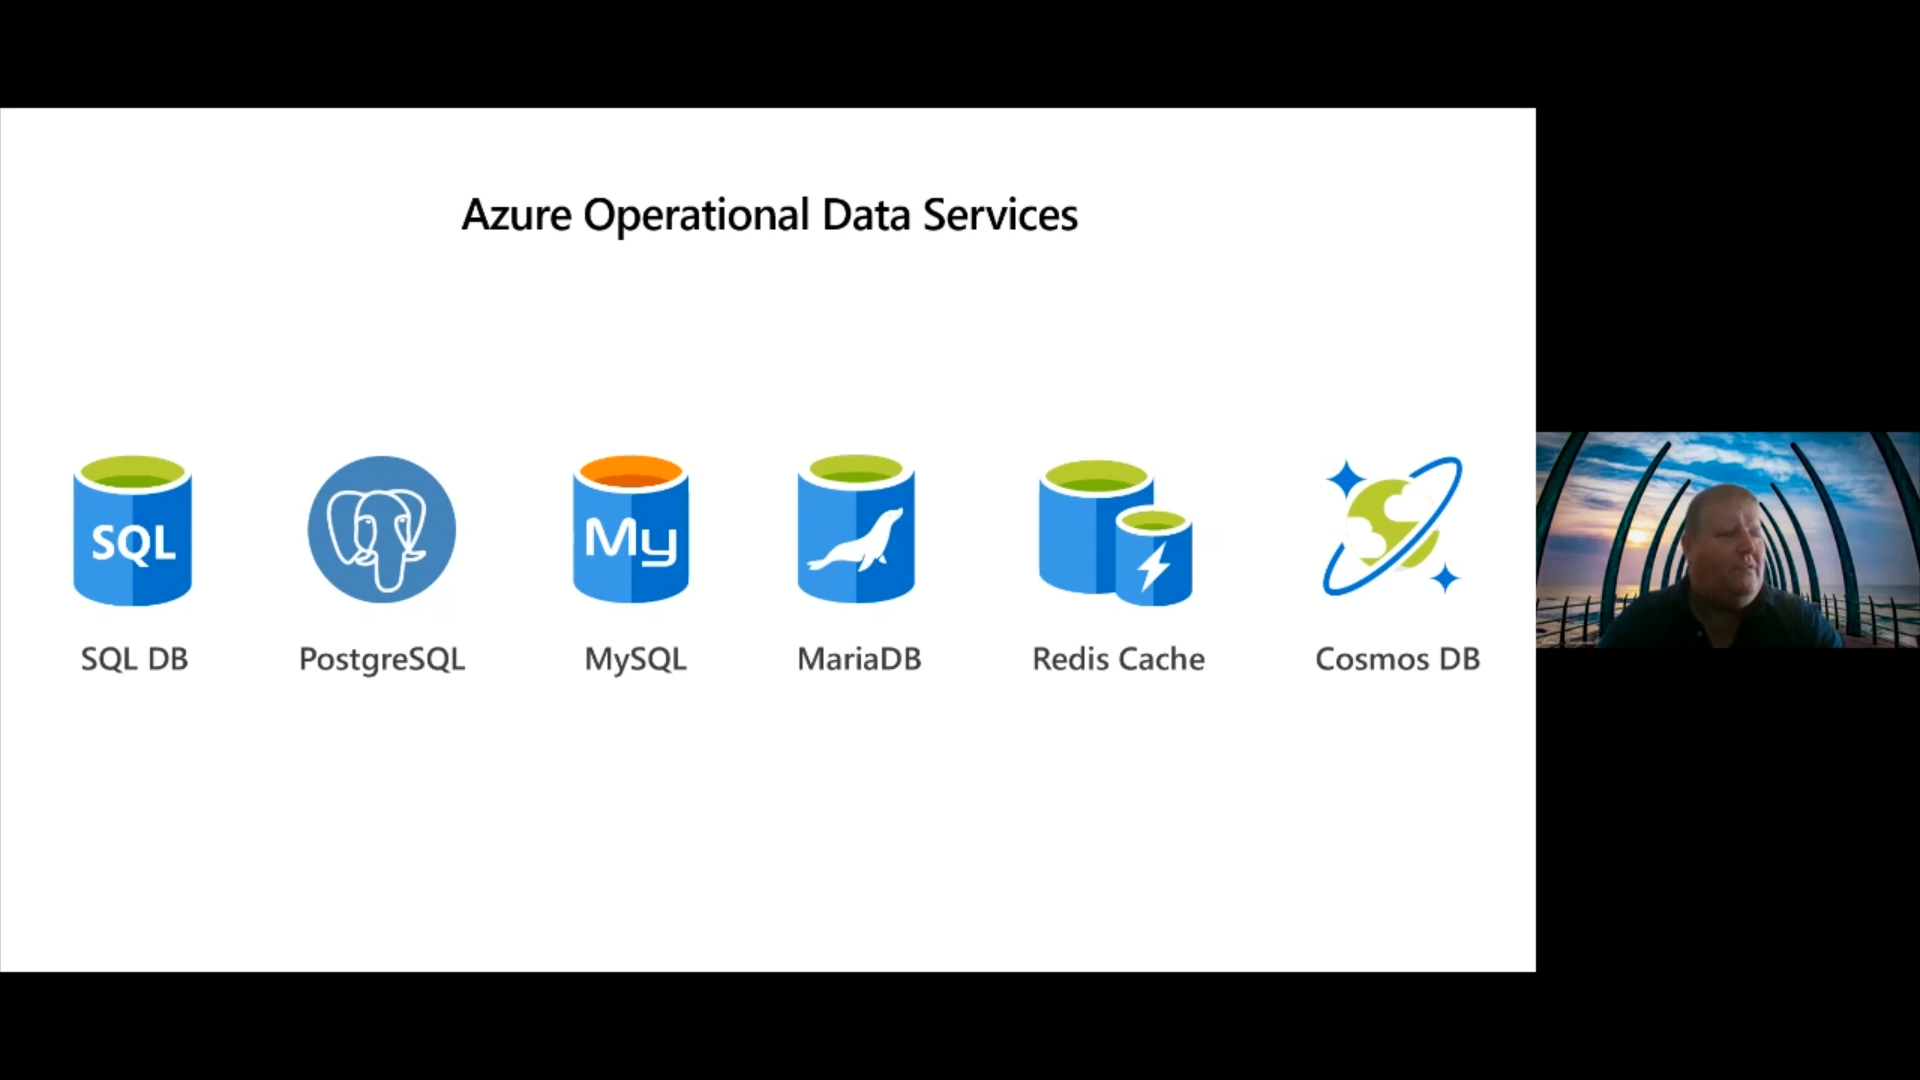 Azure Operational Data Services
SQL
My
SQL DB
PostgreSQL
MySQL
MariaDB
Redis Cache
Cosmos DB